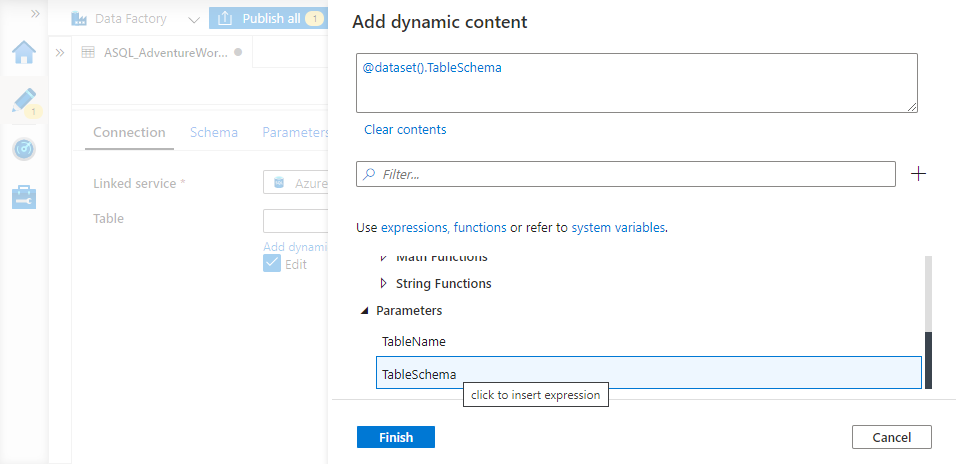 »
Data Factory
Publish all 1
Add dynamic content
»
ASQL_AdventureWor...
1
@dataset().TableSchema
Clear contents
Connection
Schema
Parameters
Linked service *
Azure
Filter...
Table
Add dynami
Edit
Use expressions, functions or refer to system variables.
Math Functions
String Functions
Parameters
TableName
TableSchema
click to insert expression
Finish
Cancel